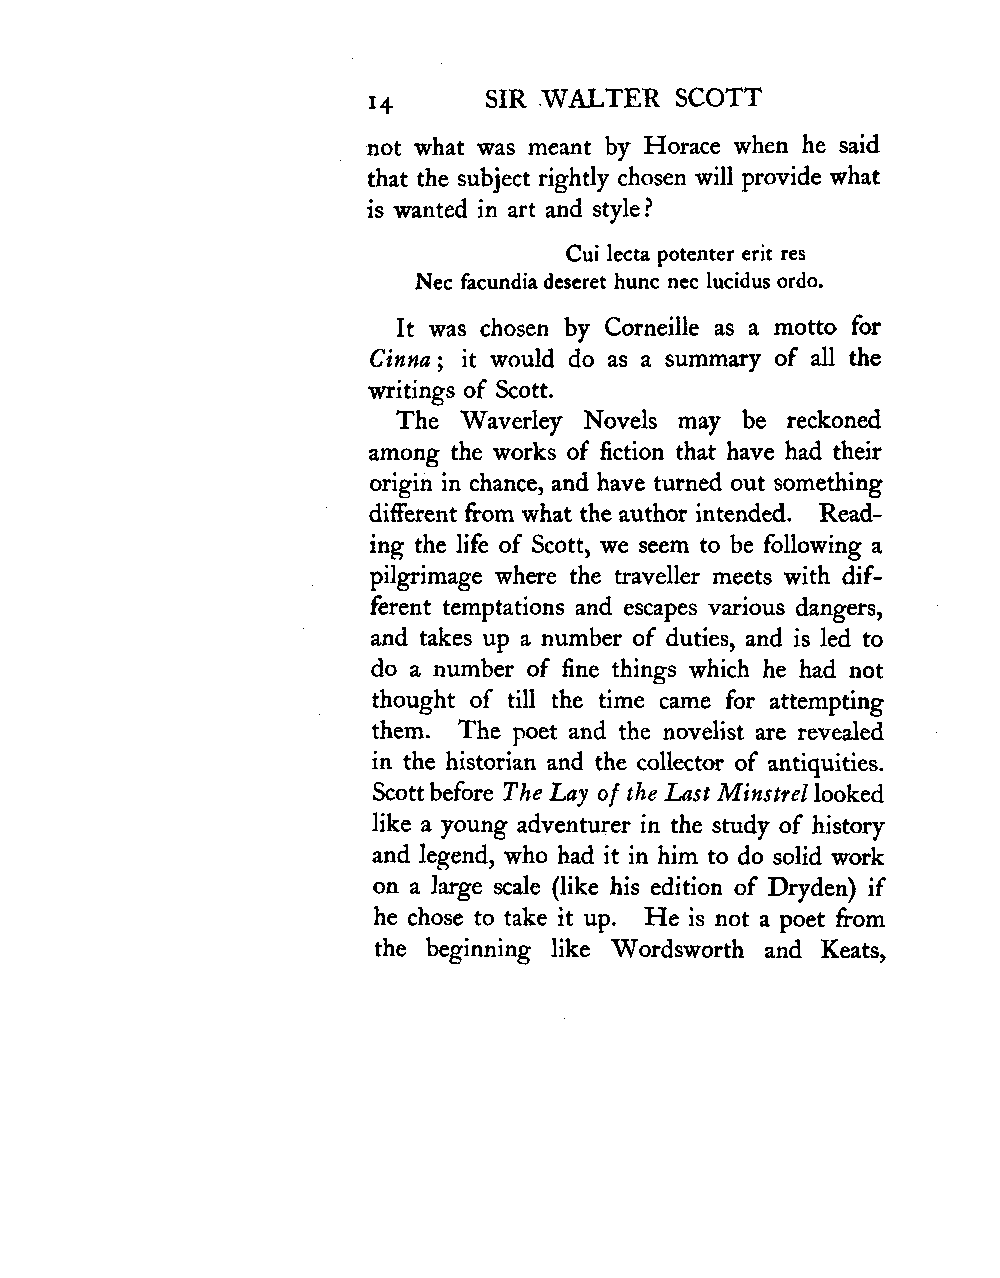 14 SIR WALTER SCOTT
not what was meant by Horace when he said
that the subject rightly chosen will provide what
is wanted in art and style?
Cui lecta potenter erit res
Nec facundia deseret hunc nec lucidus ordo.
It was chosen by Corneille as a motto for
Cinna; it would do as a summary of all the
writings of Scott.
The Waverley Novels may be reckoned
among the works of fiction that have had their
origin in chance, and have turned out something
different from what the author intended. Read-
ing the life of Scott, we seem to be following a
pilgrimage where the traveller meets with dif-
ferent temptations and escapes various dangers,
and takes up a number of duties, and is led to
do a number of fine things which he had not
thought of till the time came for attempting
them. The poet and the novelist are revealed
in the historian and the collector of antiquities.
Scott before The Lay of the Last Minstrel looked
like a young adventurer in the study of history
and legend, who had it in him to do solid work
on a large scale (like his edition of Dryden) if
he chose to take it up. He is not a poet from
the beginning like Wordsworth and Keats,